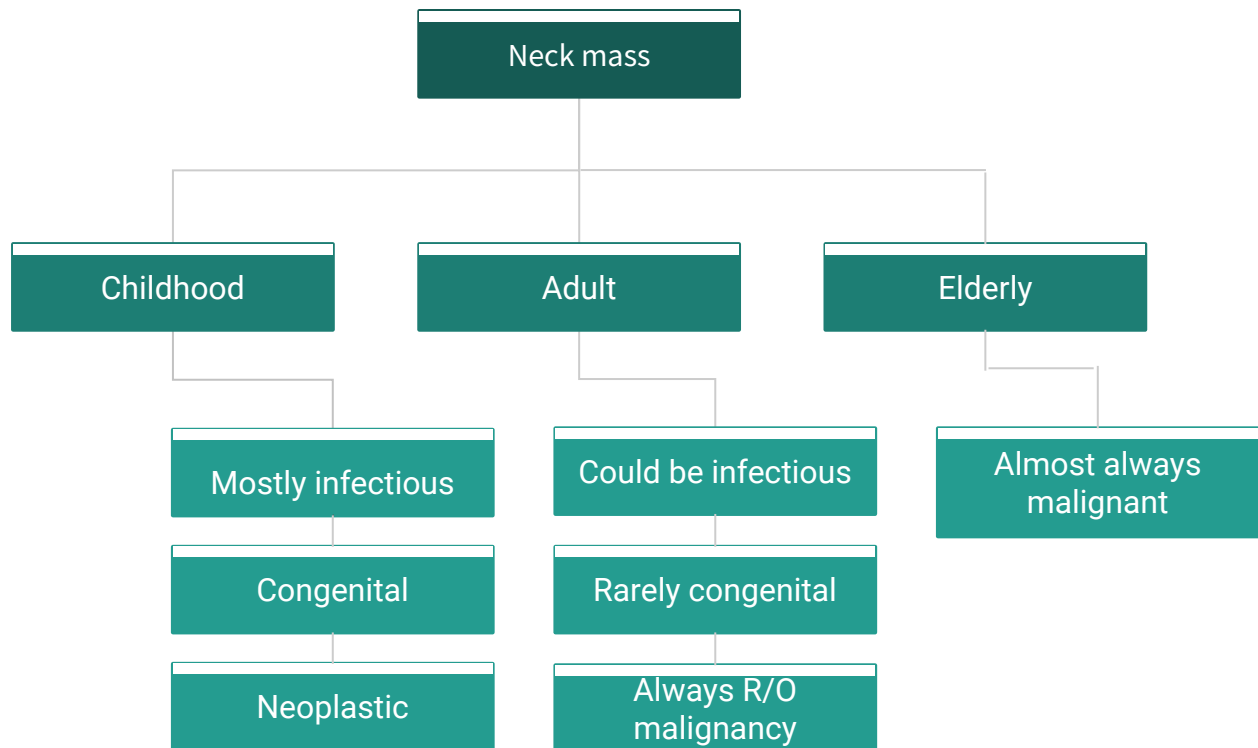 Neck mass
Childhood
Adult
Elderly
Mostly infectious
Congenital
Neoplastic
Could be infectious
Rarely congenital
Always R/O
malignancy
Almost always
malignant